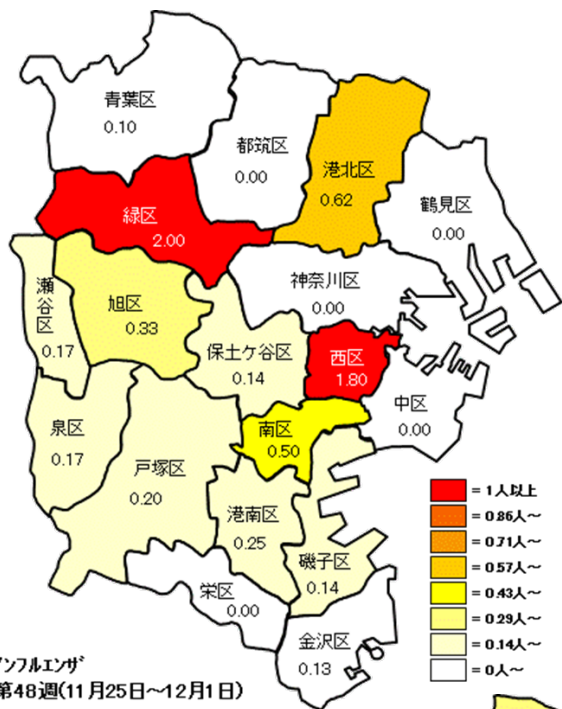 青葉区
0.10
都筑区
0.00
港北区
0.62
鶴見区
0.00
緑区
2.00
神奈川区
0.00
瀬谷区
0.17
旭区
0.33
保土ケ谷区
0.14
西区
1.80
中区
0.00
泉区
0.17
戸塚区
0.20
南区
0.50
港南区
0.25
磯子区
0.14
栄区
0.00
金沢区
0.13
= 1人以上
= 0.86人~
= 0.71人~
= 0.57人~
= 0.43人~
= 0.29人~
= 0.14人~
= 0人~
ンフルエンザ
第48週(11月25日~12月1日)